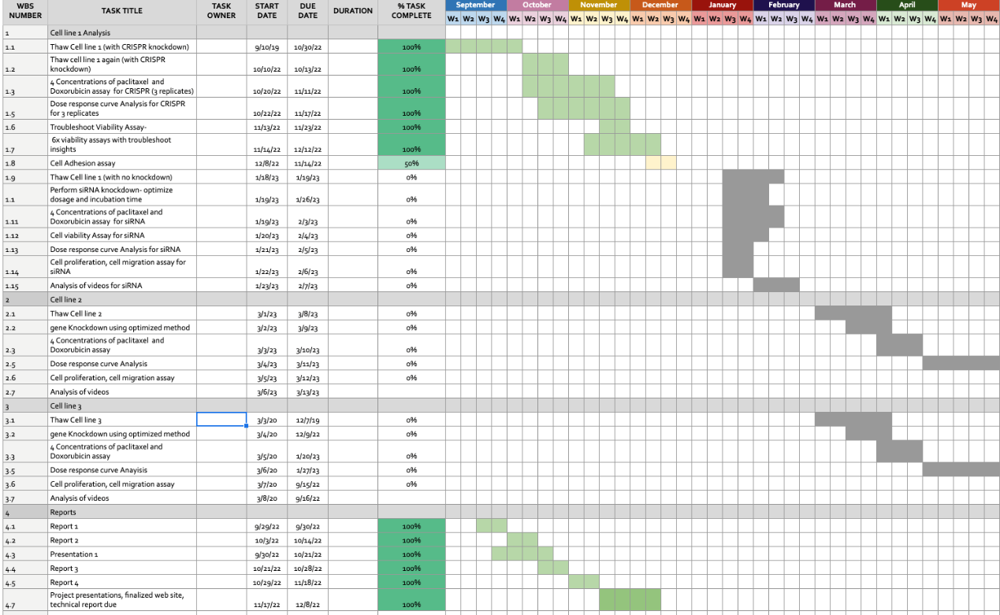 WBS NUMBER TASK TITLE TASK OWNER START DATE DUE DATE DURATION % TASK COMPLETE September October November December January February March April May
W1 W2 W3 W4 W1 W2 W3 W4 W1 W2 W3 W4 W1 W2 W3 W4 W1 W2 W3 W4 W1 W2 W3 W4 W1 W2 W3 W4 W1 W2 W3 W4 W1 W2 W3 W4
1 Cell line 1 Analysis
1.1 Thaw Cell line 1 (with CRISPR knockdown) 9/10/19 10/30/22 100%
Thaw cell line 1 again (with CRISPR
1.2 knockdown) 10/10/22 10/13/22 100%
4 Concentrations of paclitaxel and
1.3 Doxorubicin assay for CRISPR (3 replicates) 10/20/22 11/11/22 100%
Dose response curve Analysis for CRISPR
1.5 for 3 replicates 10/22/22 11/17/22 100%
1.6 Troubleshoot Viability Assay- 11/13/22 11/23/22 100%
6x viability assays with troubleshoot
1.7 insights 11/14/22 12/12/22 100%
1.8 Cell Adhesion assay 12/8/22 11/14/22 50%
1.9 Thaw Cell line 1 (with no knockdown) 1/18/23 1/19/23 0%
Perform siRNA knockdown- optimize
1.1 dosage and incubation time 1/19/23 1/26/23 0%
4 Concentrations of paclitaxel and
1.11 Doxorubicin assay for siRNA 1/19/23 2/3/23 0%
1.12 Cell viability Assay for siRNA 1/20/23 2/4/23 0%
1.13 Dose response curve Analysis for siRNA 1/21/23 2/5/23 0%
Cell proliferation, cell migration assay for
1.14 siRNA 1/22/23 2/6/23 0%
1.15 Analysis of videos for siRNA 1/23/23 2/7/23 0%
2 Cell line 2
2.1 Thaw Cell line 2 3/1/23 3/8/23 0%
2.2 gene Knockdown using optimized method 3/2/23 3/9/23 0%
4 Concentrations of paclitaxel and
2.3 Doxorubicin assay 3/3/23 3/10/23 0%
2.5 Dose response curve Analysis 3/4/23 3/11/23 0%
2.6 Cell proliferation, cell migration assay 3/5/23 3/12/23 0%
2.7 Analysis of videos 3/6/23 3/13/23
3 Cell line 3
3.1 Thaw Cell line 3 3/3/20 12/7/19 0%
3.2 gene Knockdown using optimized method 3/4/20 12/9/22 0%
4 Concentrations of paclitaxel and
3.3 Doxorubicin assay 3/5/20 1/20/23 0%
3.5 Dose response curve Anayisis 3/6/20 1/27/23 0%
3.6 Cell proliferation, cell migration assay 3/7/20 9/15/22 0%
3.7 Analysis of videos 3/8/20 9/16/22
4 Reports
4.1 Report 1 9/29/22 9/30/22 100%
4.2 Report 2 10/3/22 10/14/22 100%
4.3 Presentation 1 9/30/22 10/21/22 100%
4.4 Report 3 10/21/22 10/28/22 100%
4.5 Report 4 10/29/22 11/18/22 100%
Project presentations, finalized web site,
4.7 technical report due 11/17/22 12/8/22 100%